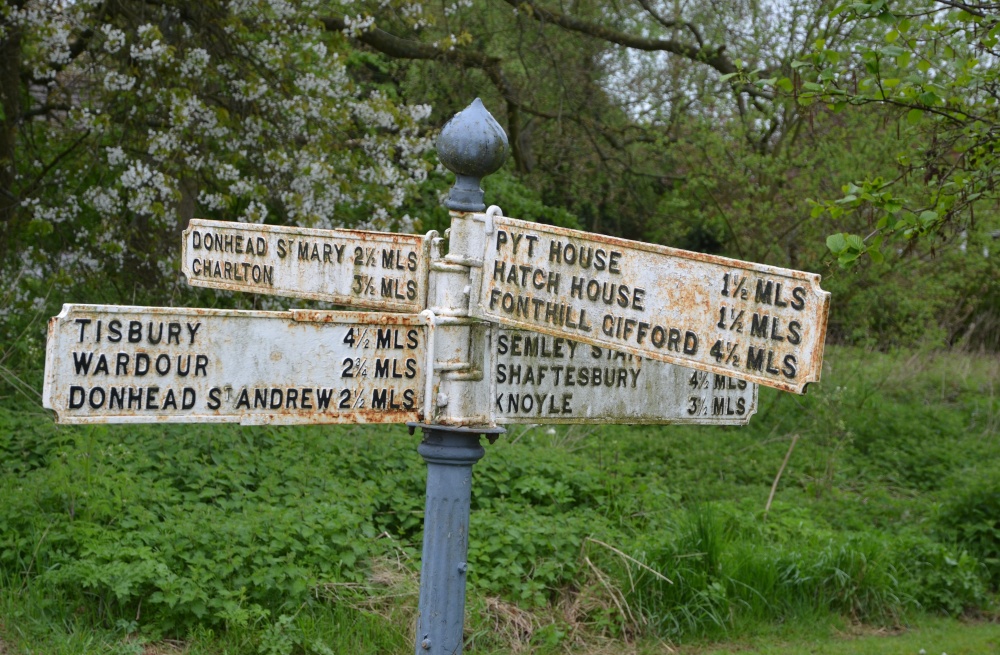 DONHEAD ST MARY 2½ MLS
CHARLTON 3½ MLS
TISBURY 4½ MLS
WARDOUR 2¾ MLS
DONHEAD ST ANDREW 2½ MLS
PYT HOUSE 1½ MLS
HATCH HOUSE 1½ MLS
FONTHILL GIFFORD 4½ MLS
SEMLEY
SHAFTESBURY 4½ MLS
KNOYLE 3½ MLS